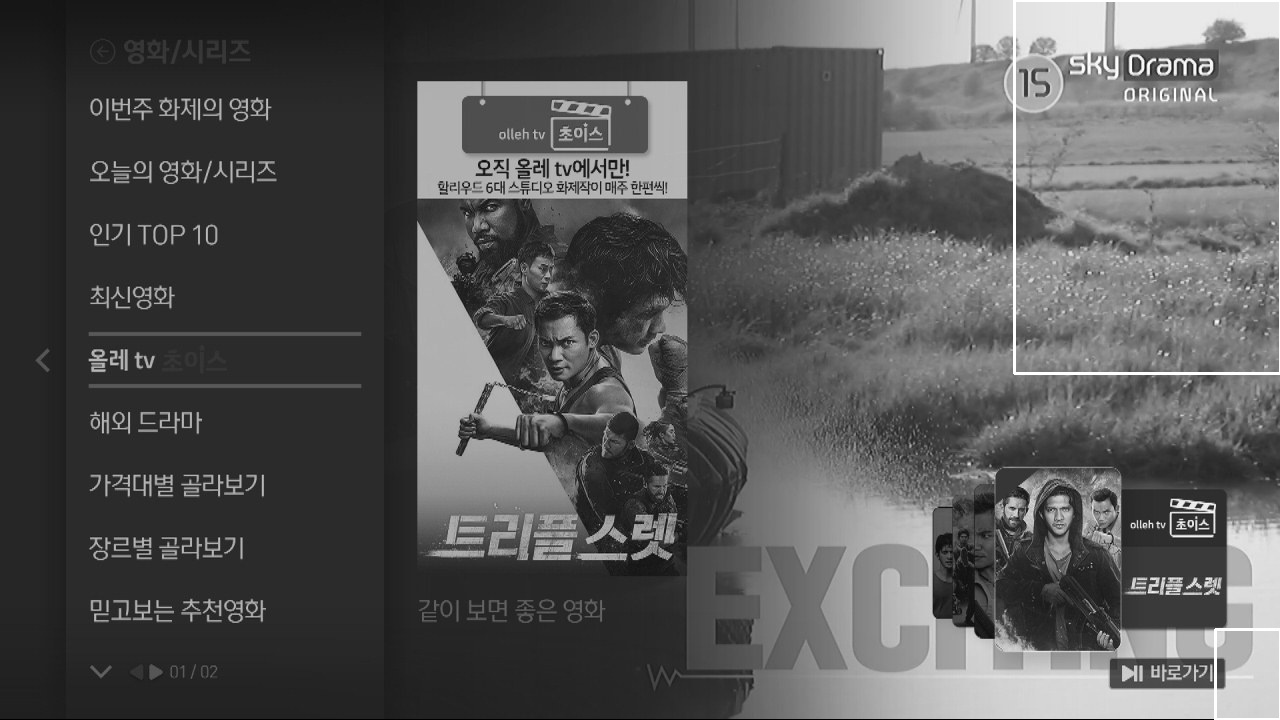 영화/시리즈
이번주 화제의 영화
오늘의 영화/시리즈
인기 TOP 10
최신영화
올레 tv 초이스
해외 드라마
가격대별 골라보기
장르별 골라보기
믿고보는 추천영화
01 / 02
olleh tv 초이스
오직 올레 tv에서만!
할리우드 6대 스튜디오 화제작이 매주 한편씩!
트리플 스렛
같이 보면 좋은 영화
15
sky Drama
ORIGINAL
olleh tv 초이스
트리플 스렛
EXCITING
바로가기